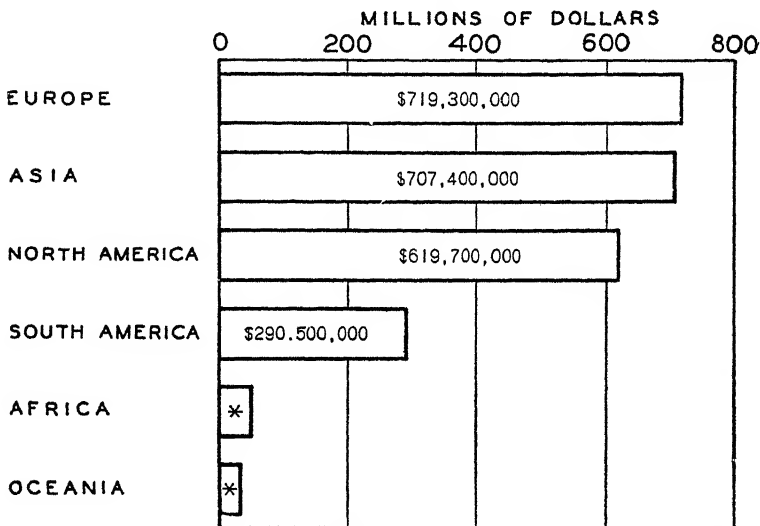 MILLIONS OF DOLLARS
0 200 400 600 800
EUROPE $719,300,000
ASIA $707,400,000
NORTH AMERICA $619,700,000
SOUTH AMERICA $290.500,000
AFRICA *
OCEANIA *